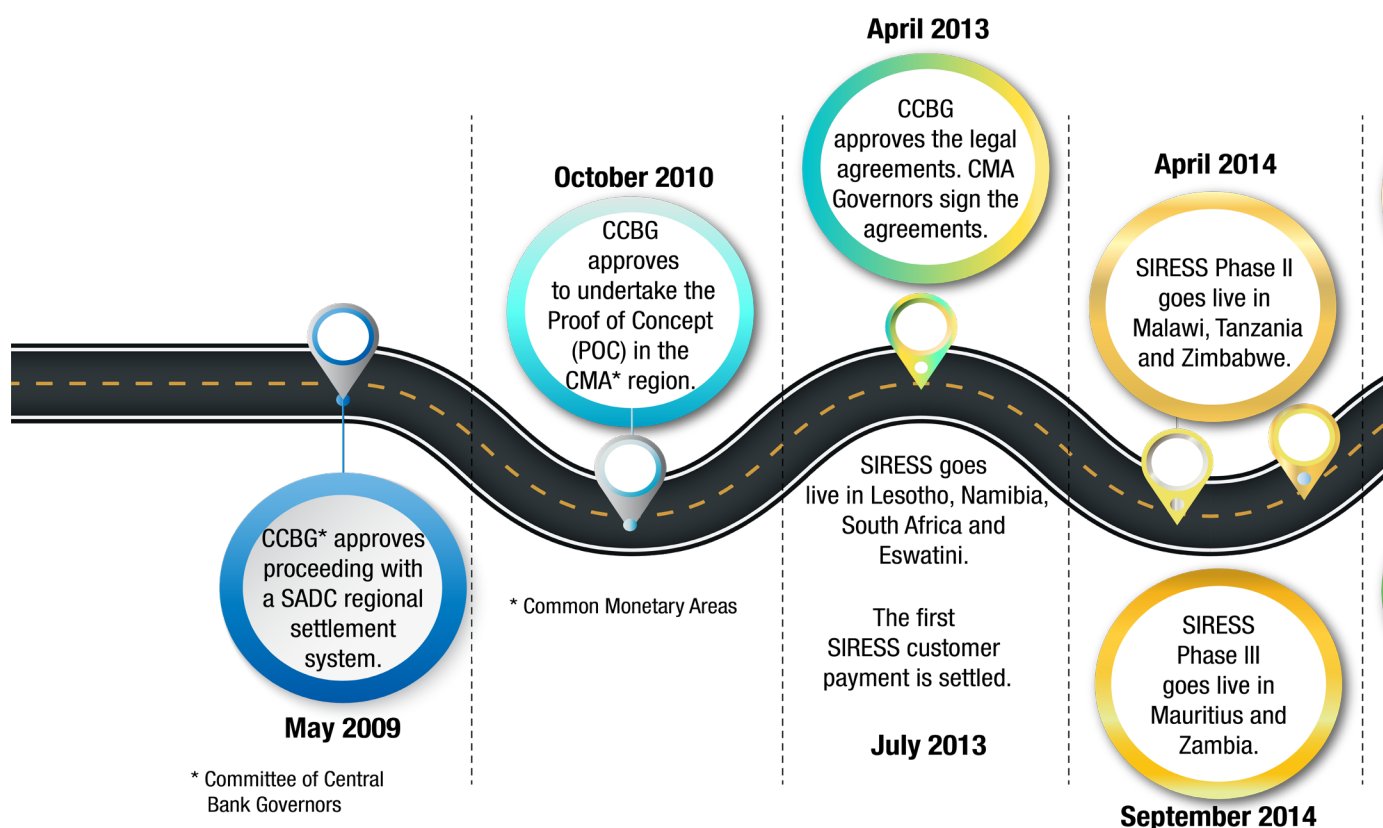 CCBG* approves
proceeding with
a SADC regional
settlement
system.
May 2009
* Committee of Central
Bank Governors
October 2010
CCBG
approves
to undertake the
Proof of Concept
(POC) in the
CMA* region.
* Common Monetary Areas
April 2013
CCBG
approves the legal
agreements. CMA
Governors sign the
agreements.
SIRESS goes
live in Lesotho, Namibia,
South Africa and
Eswatini.
The first
SIRESS customer
payment is settled.
July 2013
April 2014
SIRESS Phase II
goes live in
Malawi, Tanzania
and Zimbabwe.
SIRESS
Phase III
goes live in
Mauritius and
Zambia.
September 2014